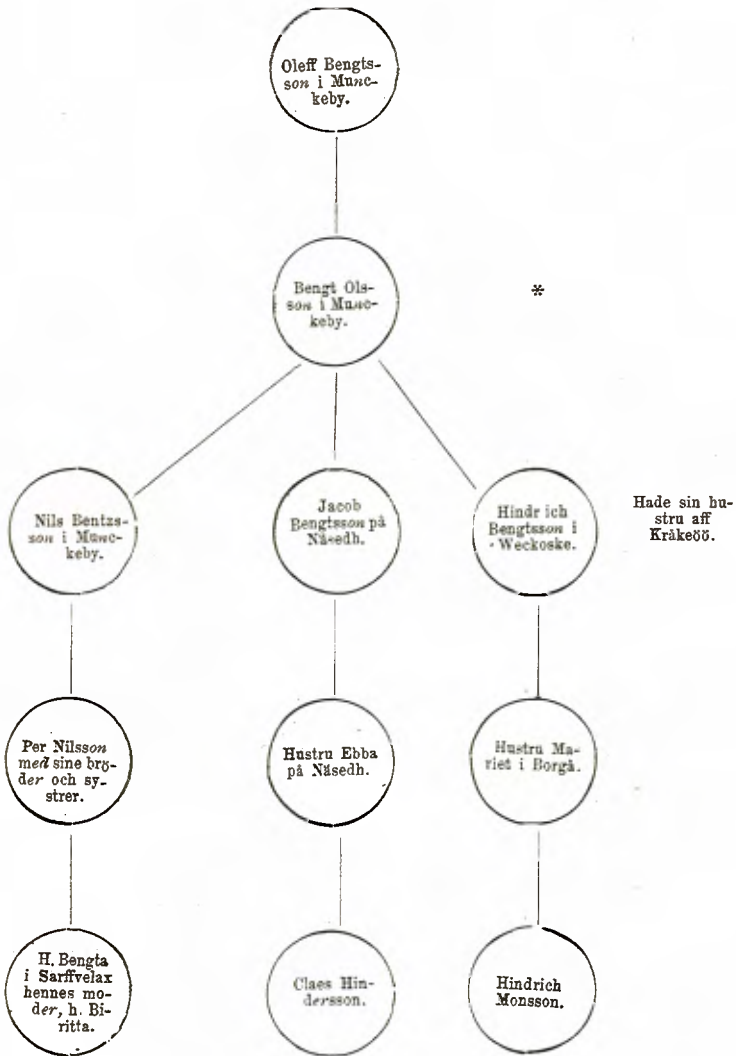 Oleff Bengts-
son i Munc-
keby.
Bengt Ols-
son i Munc-
keby.
*
Nils Bentzs-
son i Munc-
keby.
Jacob
Bengtsson på
Näsedh.
Hindrich
Bengtsson i
Weckoske.
Hade sin hu-
stru aff
Kråkeöö.
Per Nilsson
med sine brö-
der och sy-
strer.
Hustru Ebba
på Näsedh.
Hustru Ma-
riet i Borgå.
H. Bengta
i Sarffvelax
hennes mo-
der, h. Bi-
ritta.
Claes Hin-
dersson.
Hindrich
Monsson.